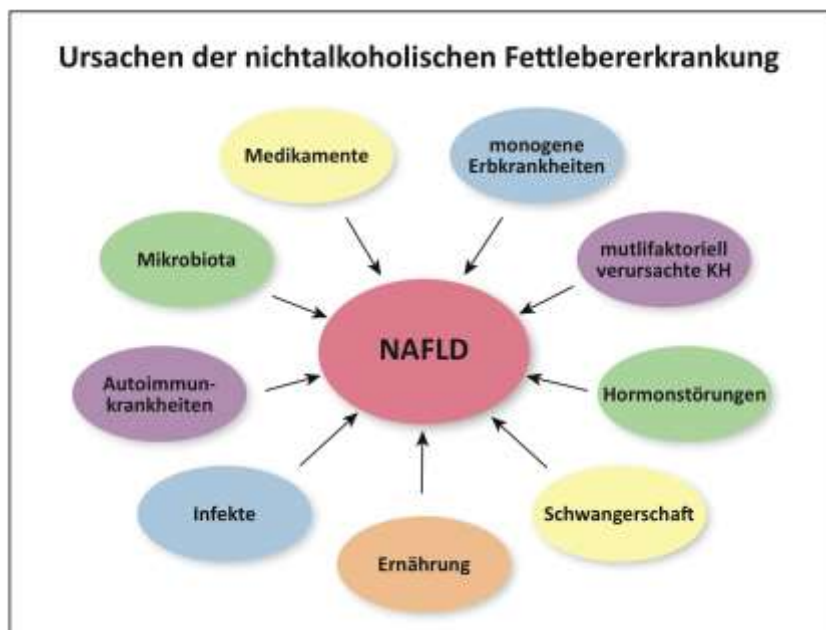 Ursachen der nichtalkoholischen Fettlebererkrankung
Medikamente
monogene
Erbkrankheiten
Mikrobiota
mutlifaktoriell
verursachte KH
NAFLD
Autoimmun-
krankheiten
Hormonstörungen
Infekte
Schwangerschaft
Ernährung